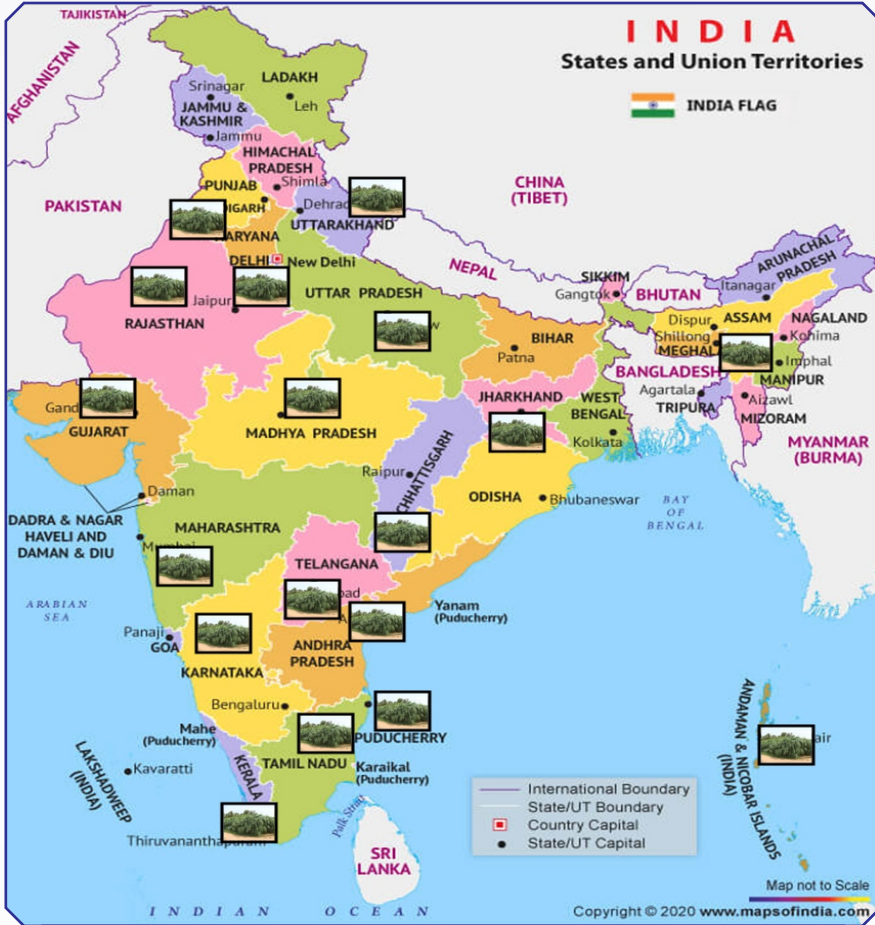 INDIA
States and Union Territories
INDIA FLAG
TAJIKISTAN
AFGHANISTAN
PAKISTAN
CHINA
(TIBET)
NEPAL
BHUTAN
BANGLADESH
MYANMAR
(BURMA)
SRI
LANKA
LADAKH
Leh
Srinagar
JAMMU &
KASHMIR
Jammu
HIMACHAL
PRADESH
Shimla
PUNJAB
HARYANA
UTTARAKHAND
DELHI
New Delhi
RAJASTHAN
Jaipur
UTTAR PRADESH
BIHAR
Patna
SIKKIM
Gangtok
ARUNACHAL
PRADESH
Itanagar
ASSAM
Dispur
NAGALAND
Kohima
Shillong
MEGHAL
Imphal
MANIPUR
Agartala
TRIPURA
Aizawl
MIZORAM
JHARKHAND
WEST
BENGAL
Kolkata
GUJARAT
MADHYA PRADESH
CHHATTISGARH
Raipur
ODISHA
Bhubaneswar
Daman
DADRA & NAGAR
HAVELI AND
DAMAN & DIU
MAHARASHTRA
Mumbai
TELANGANA
Yanam
(Puducherry)
ANDHRA
PRADESH
Panaji
GOA
KARNATAKA
Bengaluru
Mahe
(Puducherry)
PUDUCHERRY
TAMIL NADU
Karaikal
(Puducherry)
KERALA
Thiruvananthapuram
LAKSHADWEEP
(INDIA)
Kavaratti
ANDAMAN & NICOBAR ISLANDS
(INDIA)
ARABIAN
SEA
BAY
OF
BENGAL
INDIAN OCEAN
International Boundary
State/UT Boundary
Country Capital
State/UT Capital
Map not to Scale
Copyright © 2020 www.mapsofindia.com